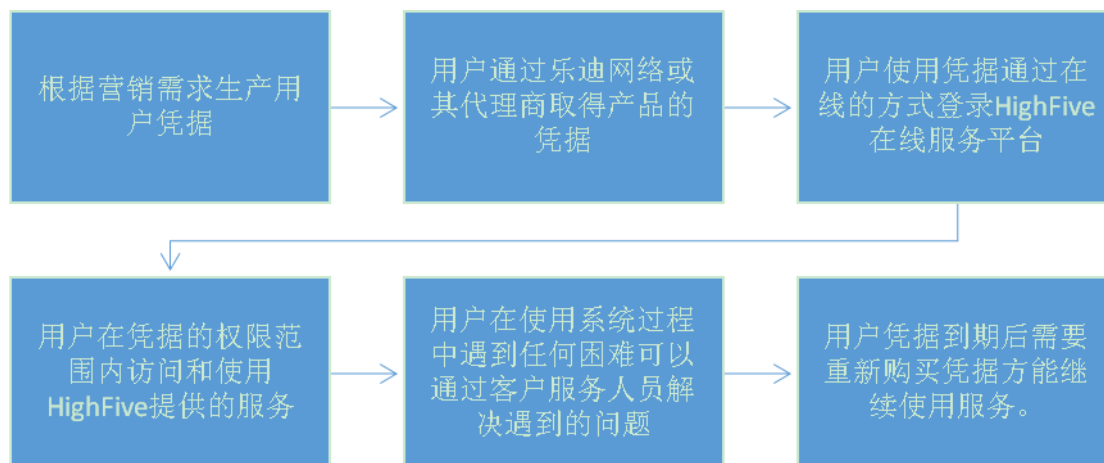 根据营销需求生产用
户凭据
用户通过乐迪网络或
其代理商取得产品的
凭据
用户使用凭据通过在
线的方式登录HighFive
在线服务平台
用户在凭据的权限范
围内访问和使用
HighFive提供的服务
用户在使用系统过程
中遇到任何困难可以
通过客户服务人员解
决遇到的问题
用户凭据到期后需要
重新购买凭据方能继
续使用服务。